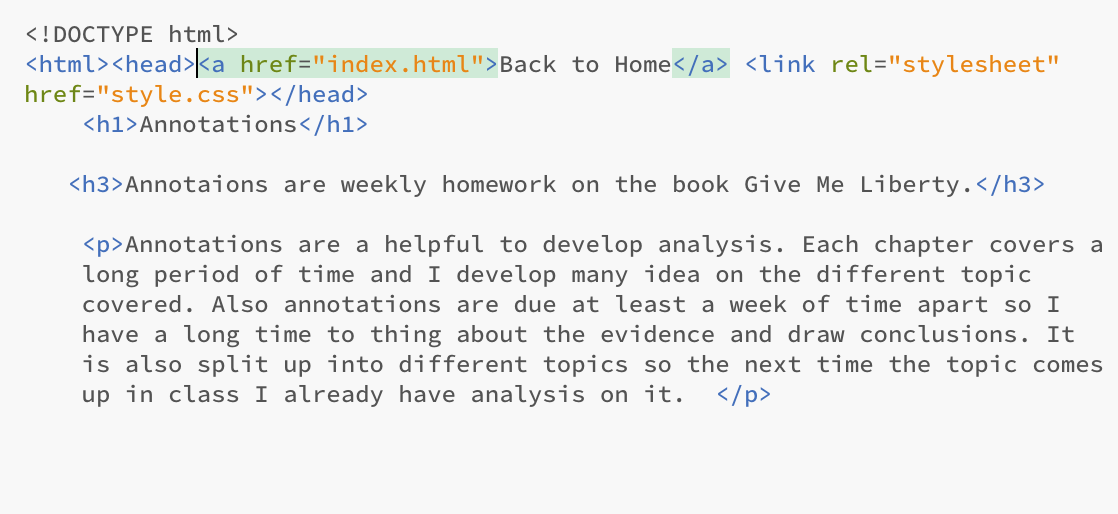 <!DOCTYPE html>
<html><head><a href="index.html">Back to Home</a> <link rel="stylesheet"
href="style.css"></head>
<h1>Annotations</h1>
<h3>Annotaions are weekly homework on the book Give Me Liberty.</h3>
<p>Annotations are a helpful to develop analysis. Each chapter covers a
long period of time and I develop many idea on the different topic
covered. Also annotations are due at least a week of time apart so I
have a long time to thing about the evidence and draw conclusions. It
is also split up into different topics so the next time the topic comes
up in class I already have analysis on it.  </p>